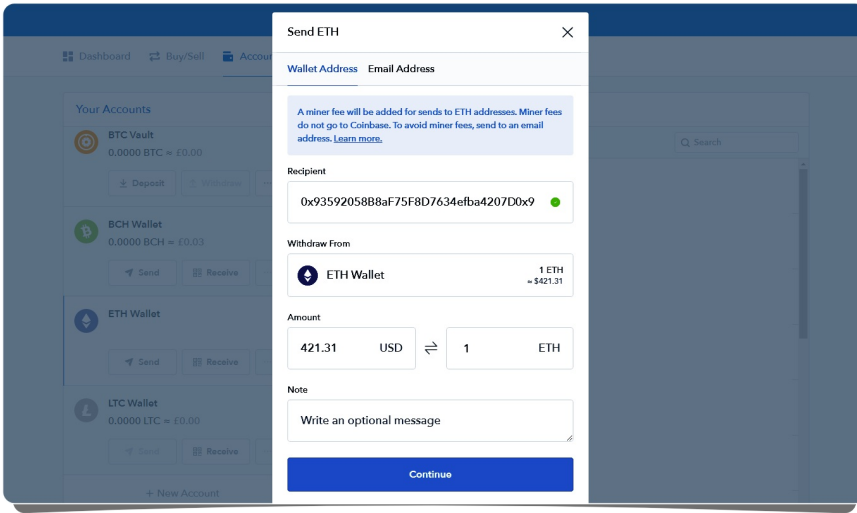 Send ETH
Dashboard Buy/Sell Accoun
Wallet Address Email Address
A miner fee will be added for sends to ETH addresses. Miner fees
do not go to Coinbase. To avoid miner fees, send to an email
address. Learn more.
Your Accounts
BTC Vault
0.0000 BTC = £0.00
Deposit Withdraw
Search
Recipient
0x93592058B8aF75F8D7634efba4207D0x9
BCH Wallet
0.0000 BCH = £0.03
Send Receive
Withdraw From
ETH Wallet
1 ETH
≈ $421.31
ETH Wallet
Send Receive
Amount
421.31 USD 1 ETH
LTC Wallet
0.0000 LTC = £0.00
Send Receive
Note
Write an optional message
Continue
+ New Account